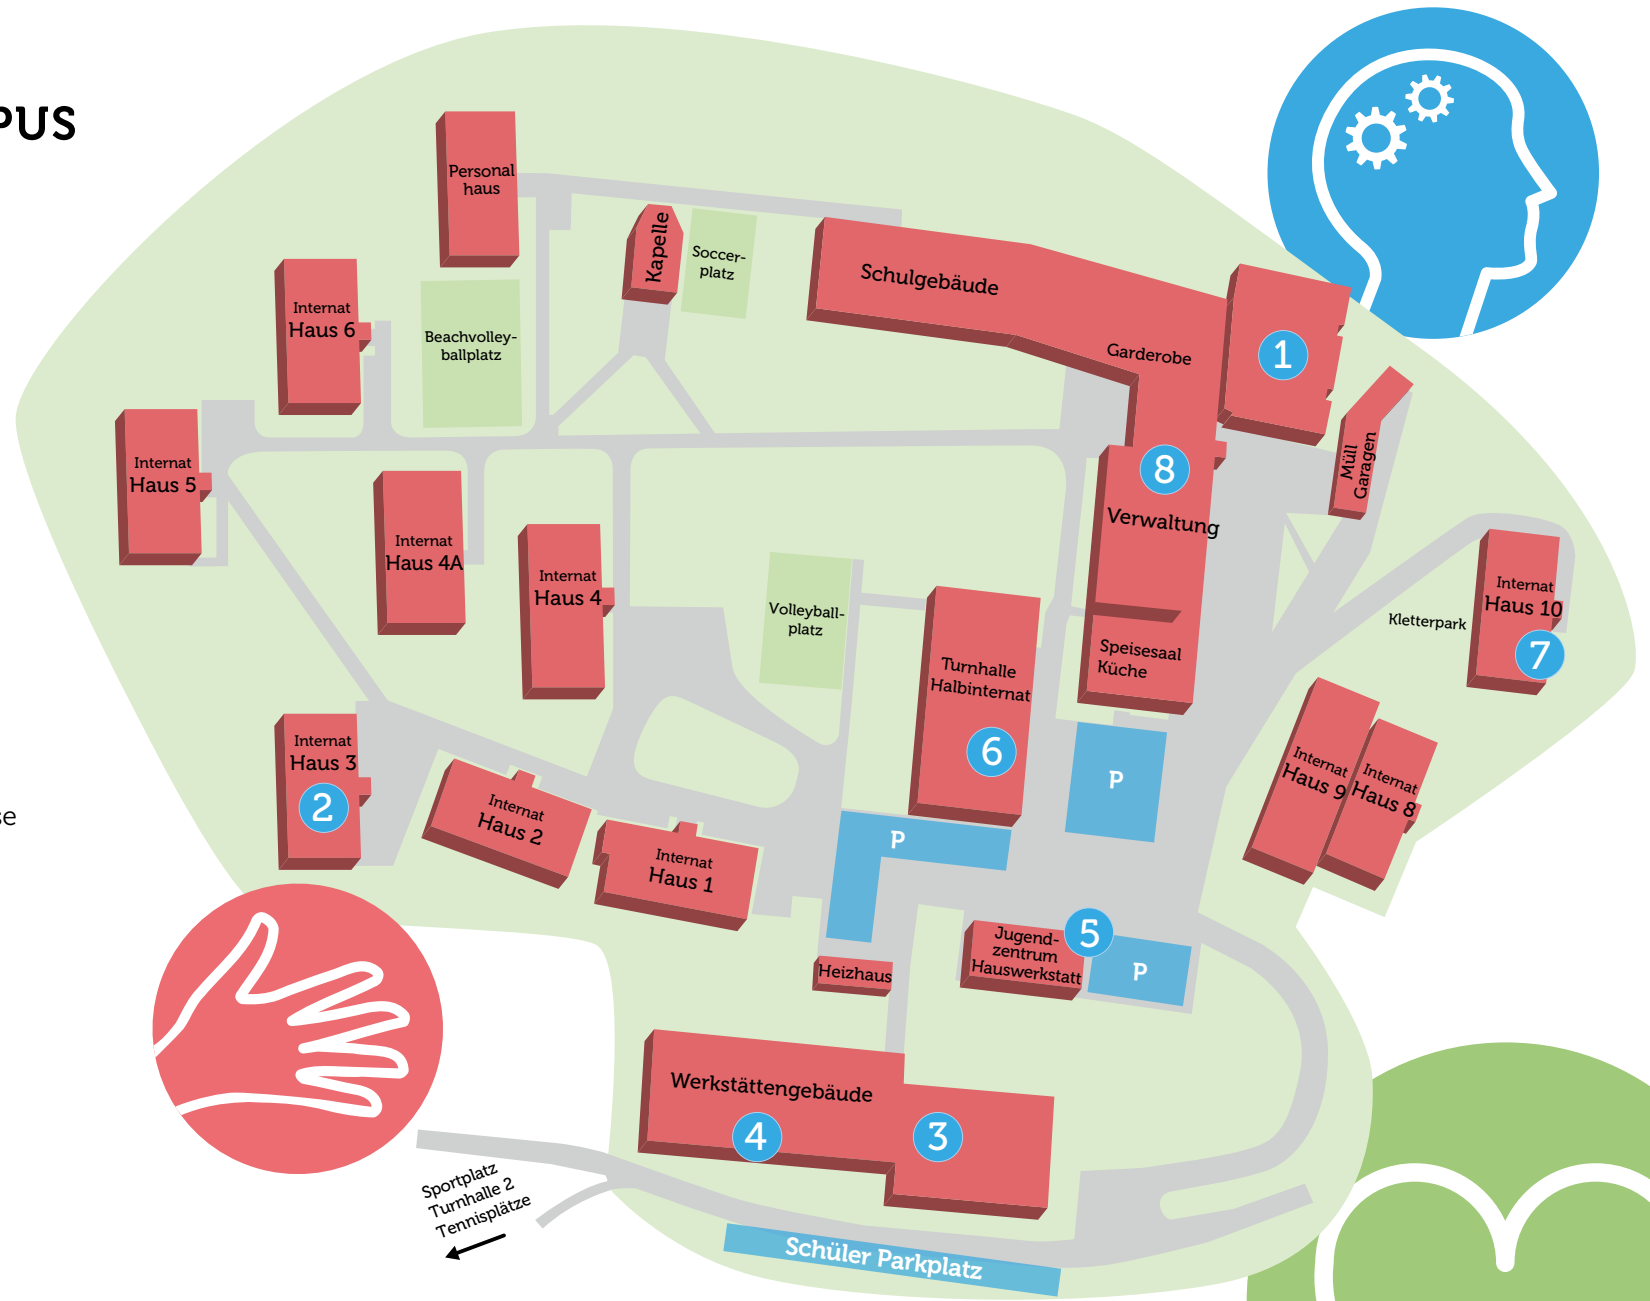 PUS
Personal
haus
Kapelle
Soccer-
platz
Schulgebäude
Internat
Haus 6
Beachvolley-
ballplatz
Garderobe
1
Müll
Garagen
Internat
Haus 5
8
Verwaltung
Internat
Haus 4A
Internat
Haus 4
Volleyball-
platz
Turnhalle
Halbinternat
6
Speisesaal
Küche
Kletterpark
Internat
Haus 10
7
Internat
Haus 3
2
P
Internat
Haus 9
Internat
Haus 8
se
Internat
Haus 2
Internat
Haus 1
P
Heizhaus
Jugend-
zentrum
Hauswerkstatt
5
P
Werkstättengebäude
4
3
Sportplatz
Turnhalle 2
Tennisplätze
Schüler Parkplatz